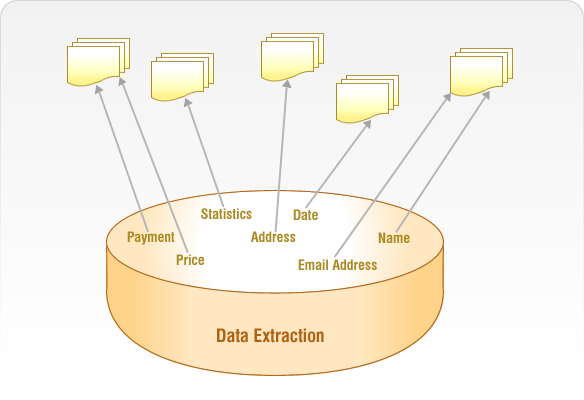 Statistics
Date
Payment
Address
Name
Price
Email Address
Data Extraction